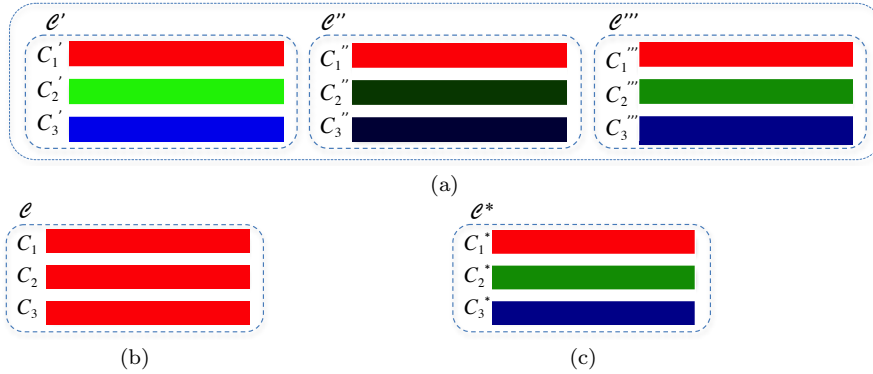 𝒞′ 𝒞″ 𝒞‴
C₁′ C₁″ C₁‴
C₂′ C₂″ C₂‴
C₃′ C₃″ C₃‴
(a)
𝒞 𝒞*
C₁ C₁*
C₂ C₂*
C₃ C₃*
(b) (c)